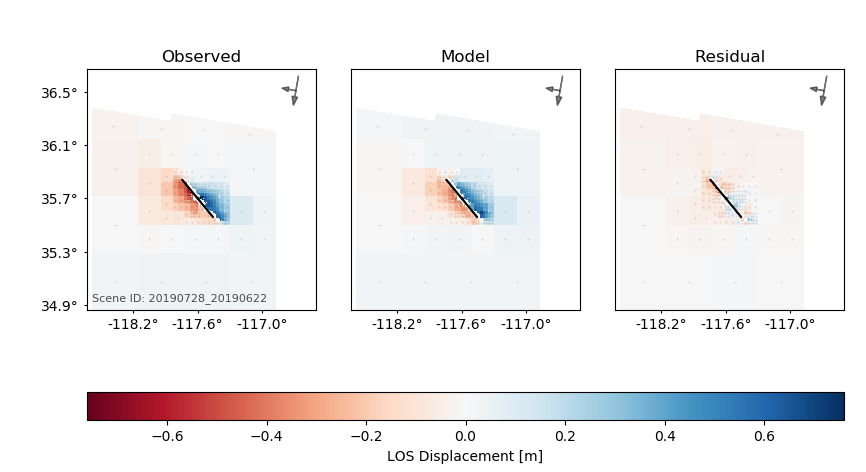 Observed Model Residual
36.5°
36.1°
35.7°
35.3°
34.9°
Scene ID: 20190728_20190622
-118.2° -117.6° -117.0° -118.2° -117.6° -117.0° -118.2° -117.6° -117.0°
−0.6 −0.4 −0.2 0.0 0.2 0.4 0.6
LOS Displacement [m]